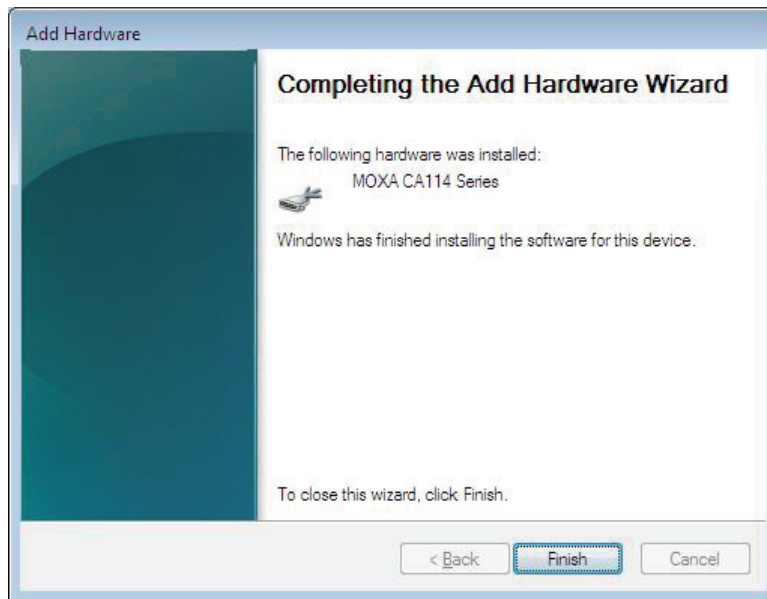 Add Hardware
Completing the Add Hardware Wizard
The following hardware was installed:
MOXA CA114 Series
Windows has finished installing the software for this device.
To close this wizard, click Finish.
< Back
Finish
Cancel